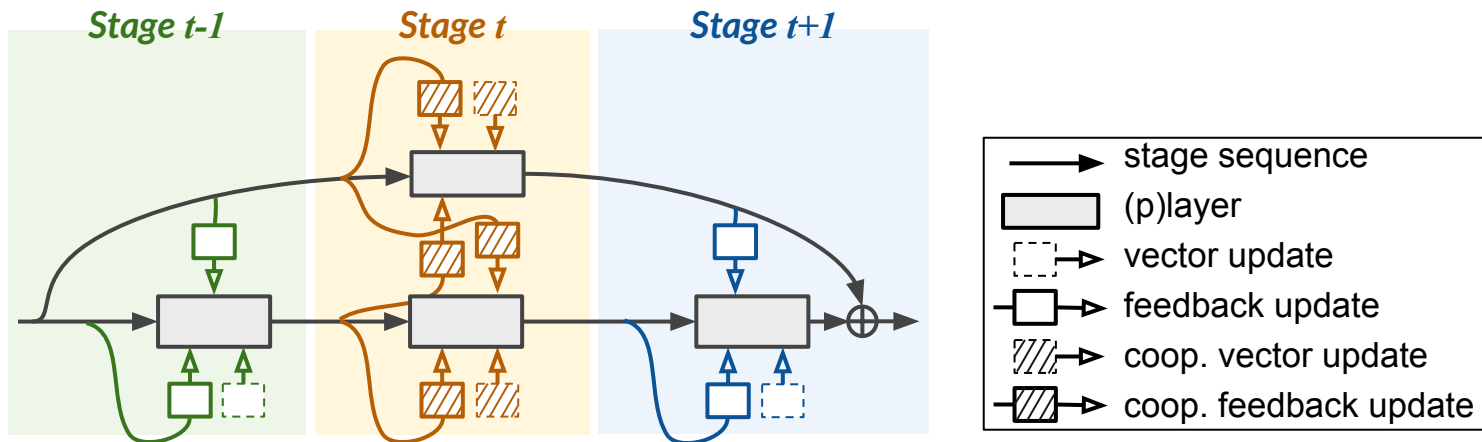 Stage t-1
Stage t
Stage t+1
stage sequence
(p)layer
vector update
feedback update
coop. vector update
coop. feedback update